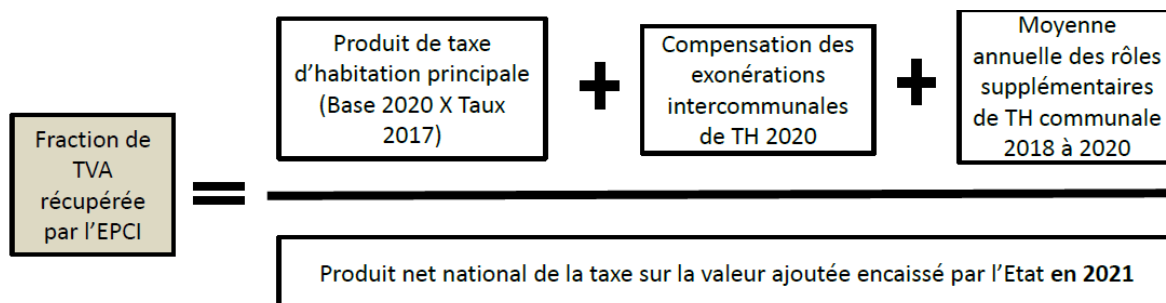 Produit de taxe
d'habitation principale
(Base 2020 X Taux
2017)
+
Compensation des
exonérations
intercommunales
de TH 2020
+
Moyenne
annuelle des rôles
supplémentaires
de TH communale
2018 à 2020
Fraction de
TVA
récupérée
par l'EPCI
=
Produit net national de la taxe sur la valeur ajoutée encaissé par l'Etat en 2021